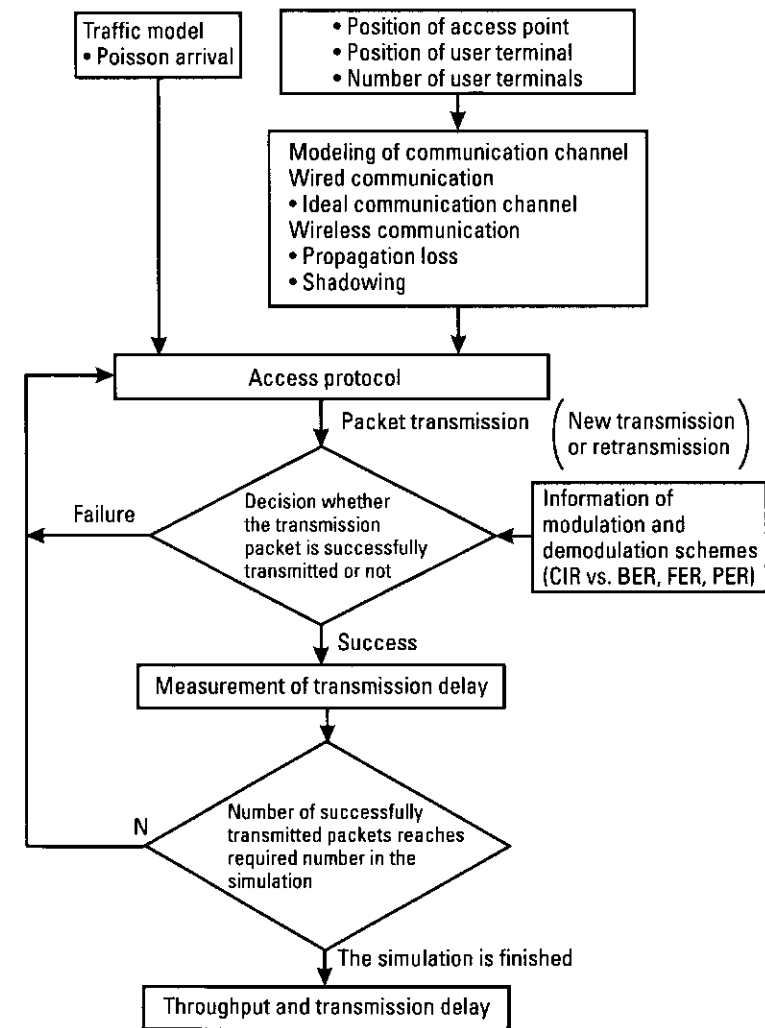 Traffic model
• Poisson arrival
• Position of access point
• Position of user terminal
• Number of user terminals
Modeling of communication channel
Wired communication
• Ideal communication channel
Wireless communication
• Propagation loss
• Shadowing
Access protocol
Packet transmission
(New transmission
or retransmission)
Failure
Decision whether
the transmission
packet is successfully
transmitted or not
Information of
modulation and
demodulation schemes
(CIR vs. BER, FER, PER)
Success
Measurement of transmission delay
N
Number of successfully
transmitted packets reaches
required number in the
simulation
The simulation is finished
Throughput and transmission delay